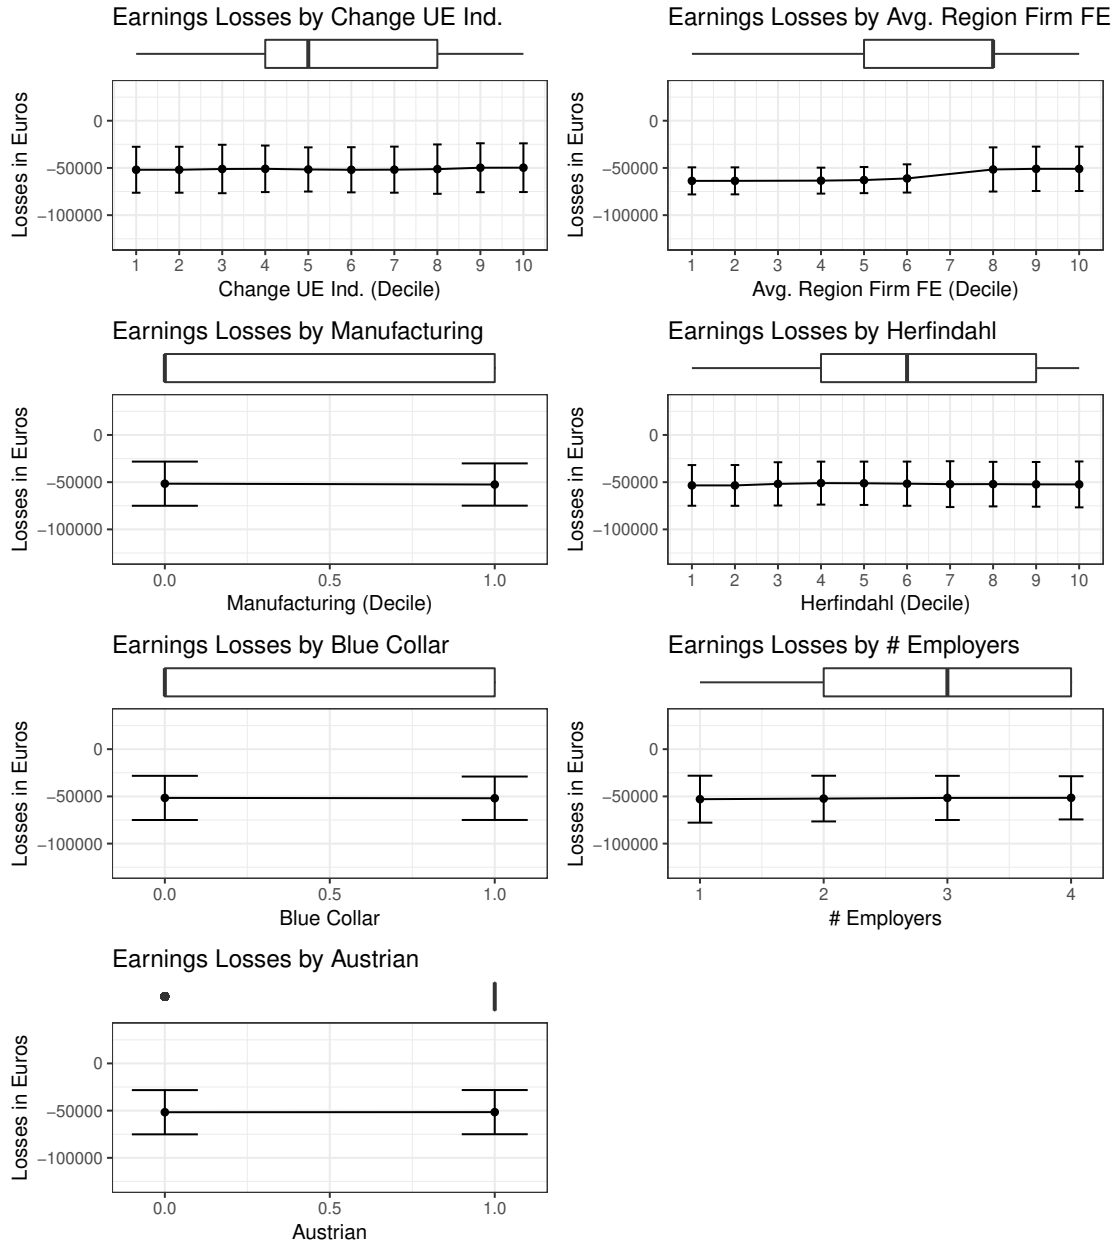 Earnings Losses by Change UE Ind.
Losses in Euros
0
−50000
−100000
1 2 3 4 5 6 7 8 9 10
Change UE Ind. (Decile)
Earnings Losses by Avg. Region Firm FE
Losses in Euros
0
−50000
−100000
1 2 4 5 6 8 9 10
Avg. Region Firm FE (Decile)
Earnings Losses by Manufacturing
Losses in Euros
0
−50000
−100000
0.0 0.5 1.0
Manufacturing (Decile)
Earnings Losses by Herfindahl
Losses in Euros
0
−50000
−100000
1 2 3 4 5 6 7 8 9 10
Herfindahl (Decile)
Earnings Losses by Blue Collar
Losses in Euros
0
−50000
−100000
0.0 0.5 1.0
Blue Collar
Earnings Losses by # Employers
Losses in Euros
0
−50000
−100000
1 2 3 4
# Employers
Earnings Losses by Austrian
Losses in Euros
0
−50000
−100000
0.0 0.5 1.0
Austrian